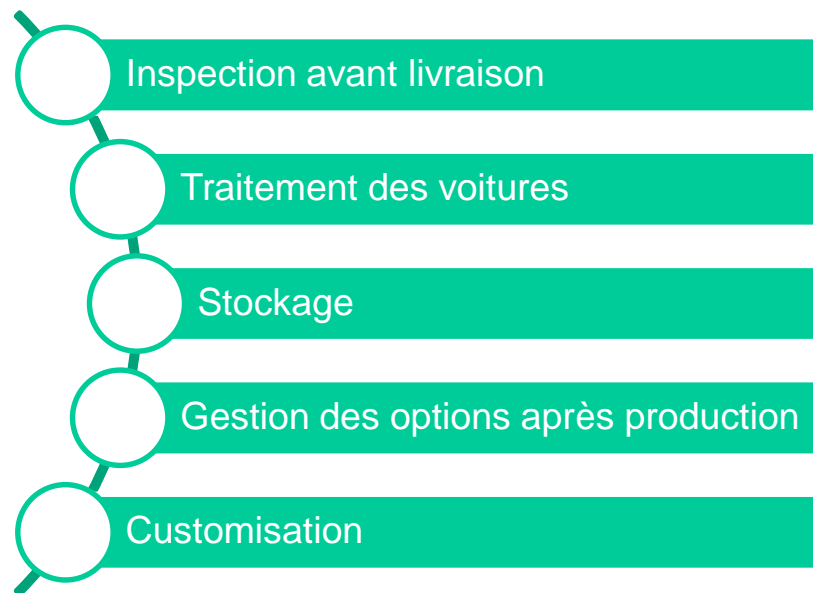 Inspection avant livraison
Traitement des voitures
Stockage
Gestion des options après production
Customisation